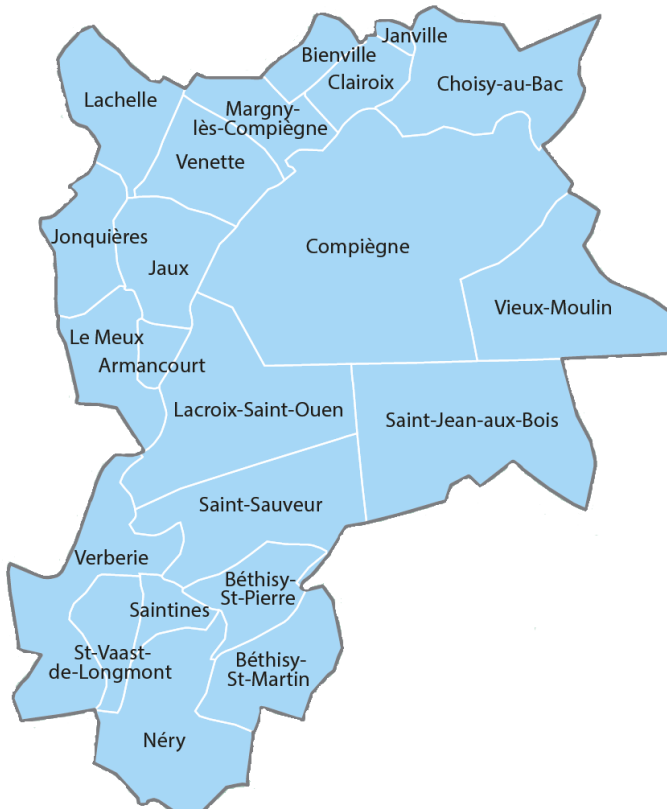 Janville
Bienville
Clairoix
Choisy-au-Bac
Lachelle
Margny-
lès-Compiègne
Venette
Jonquières
Compiègne
Jaux
Vieux-Moulin
Le Meux
Armancourt
Lacroix-Saint-Ouen
Saint-Jean-aux-Bois
Saint-Sauveur
Verberie
Béthisy-
St-Pierre
Saintines
St-Vaast-
de-Longmont
Béthisy-
St-Martin
Néry